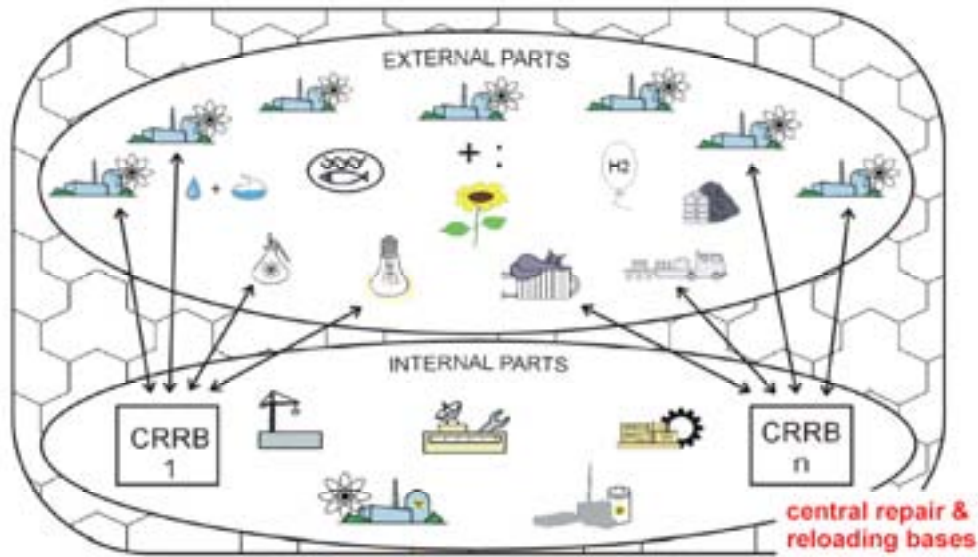 EXTERNAL PARTS
+ :
H2
+
INTERNAL PARTS
CRRB
1
CRRB
n
central repair &
reloading bases